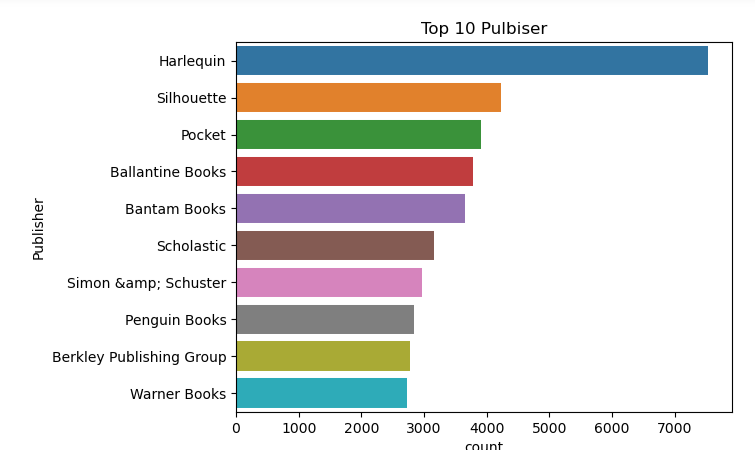 Top 10 Pulbiser
Harlequin
Silhouette
Pocket
Ballantine Books
Bantam Books
Publisher
Scholastic
Simon &amp; Schuster
Penguin Books
Berkley Publishing Group
Warner Books
0 1000 2000 3000 4000 5000 6000 7000
count